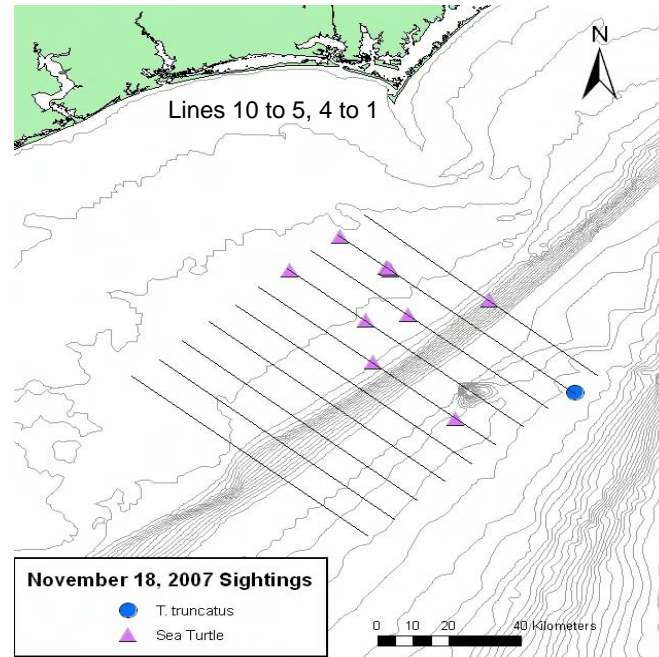 N
Lines 10 to 5, 4 to 1
November 18, 2007 Sightings
T. truncatus
Sea Turtle
0 10 20 40 Kilometers